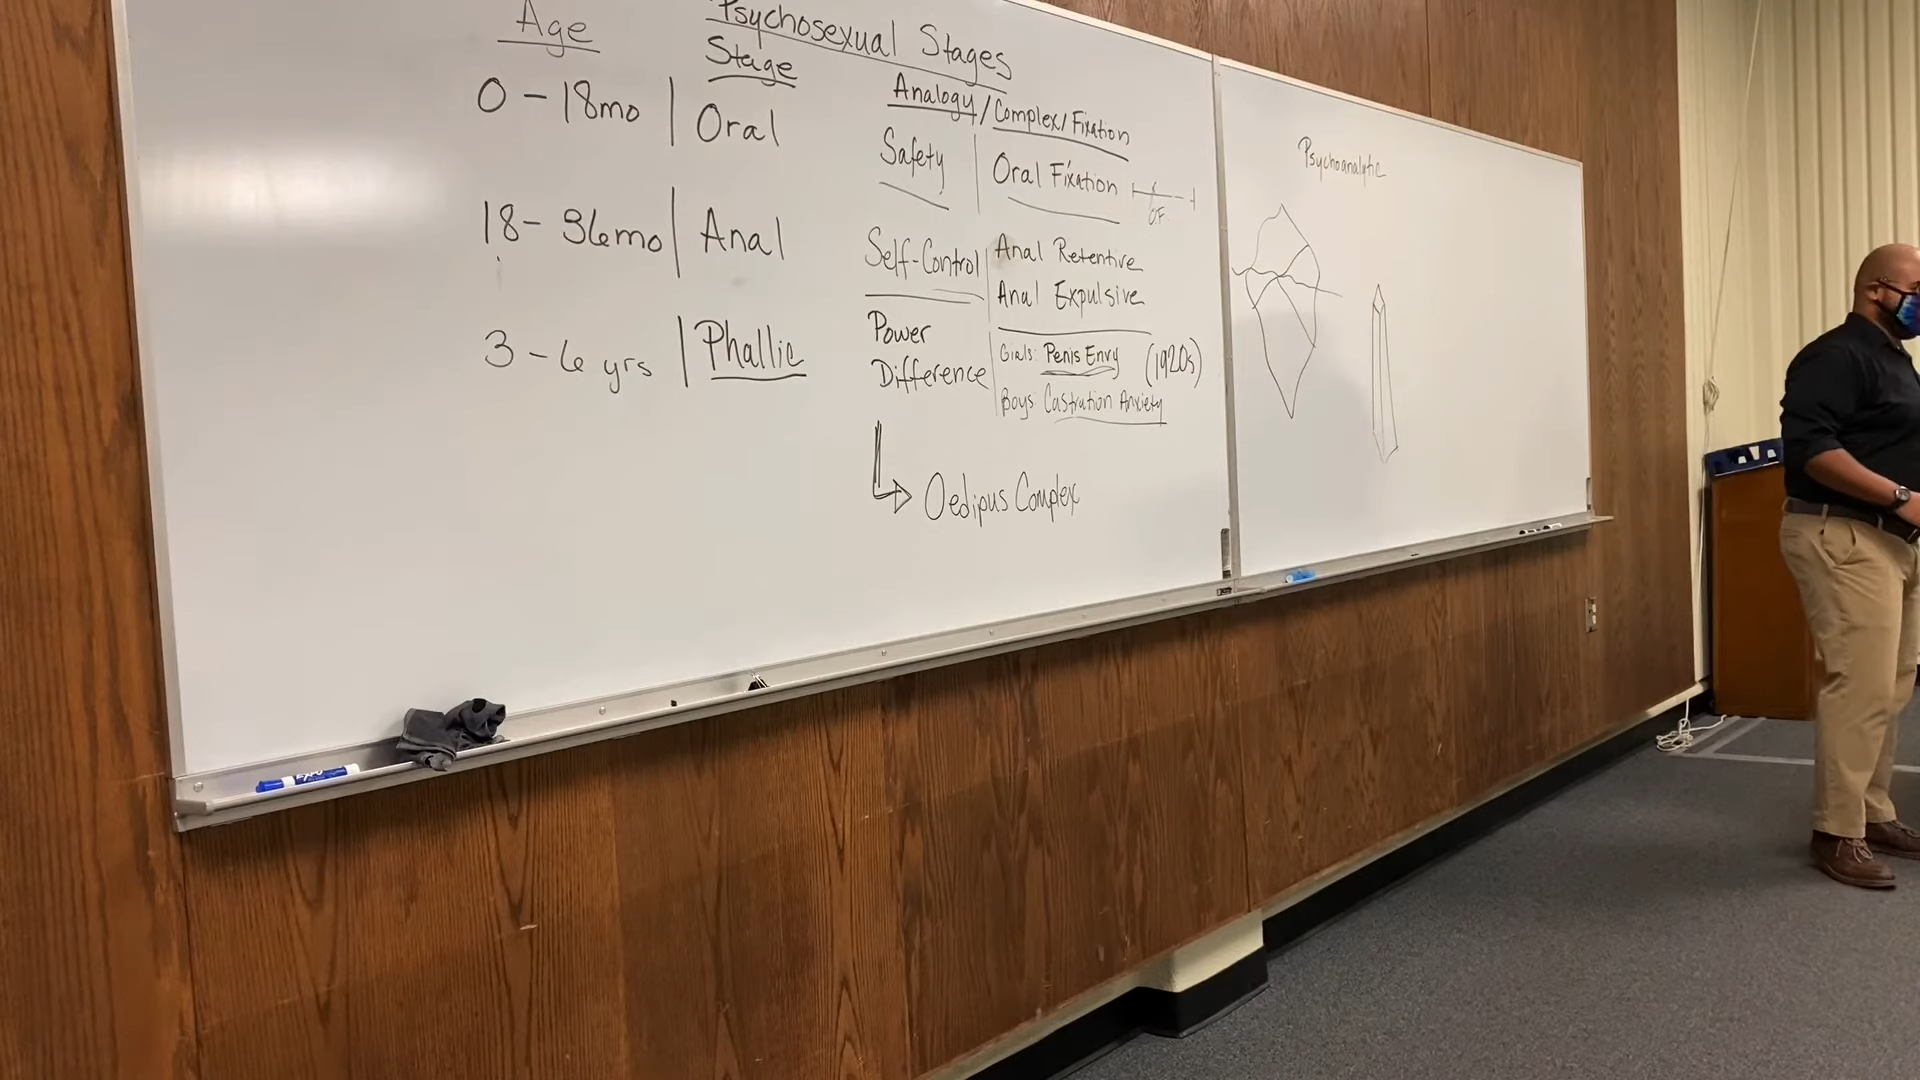 Psychosexual Stages
Age
Stage
Analogy/Complex/Fixation
0 - 18mo | Oral
Safety | Oral Fixation
OF
18 - 36mo | Anal
Self-Control | Anal Retentive
Anal Expulsive
3 - 6 yrs | Phallic
Power
Difference
Girls: Penis Envy (1920s)
Boys Castration Anxiety
Oedipus Complex
Psychoanalytic
EXPO